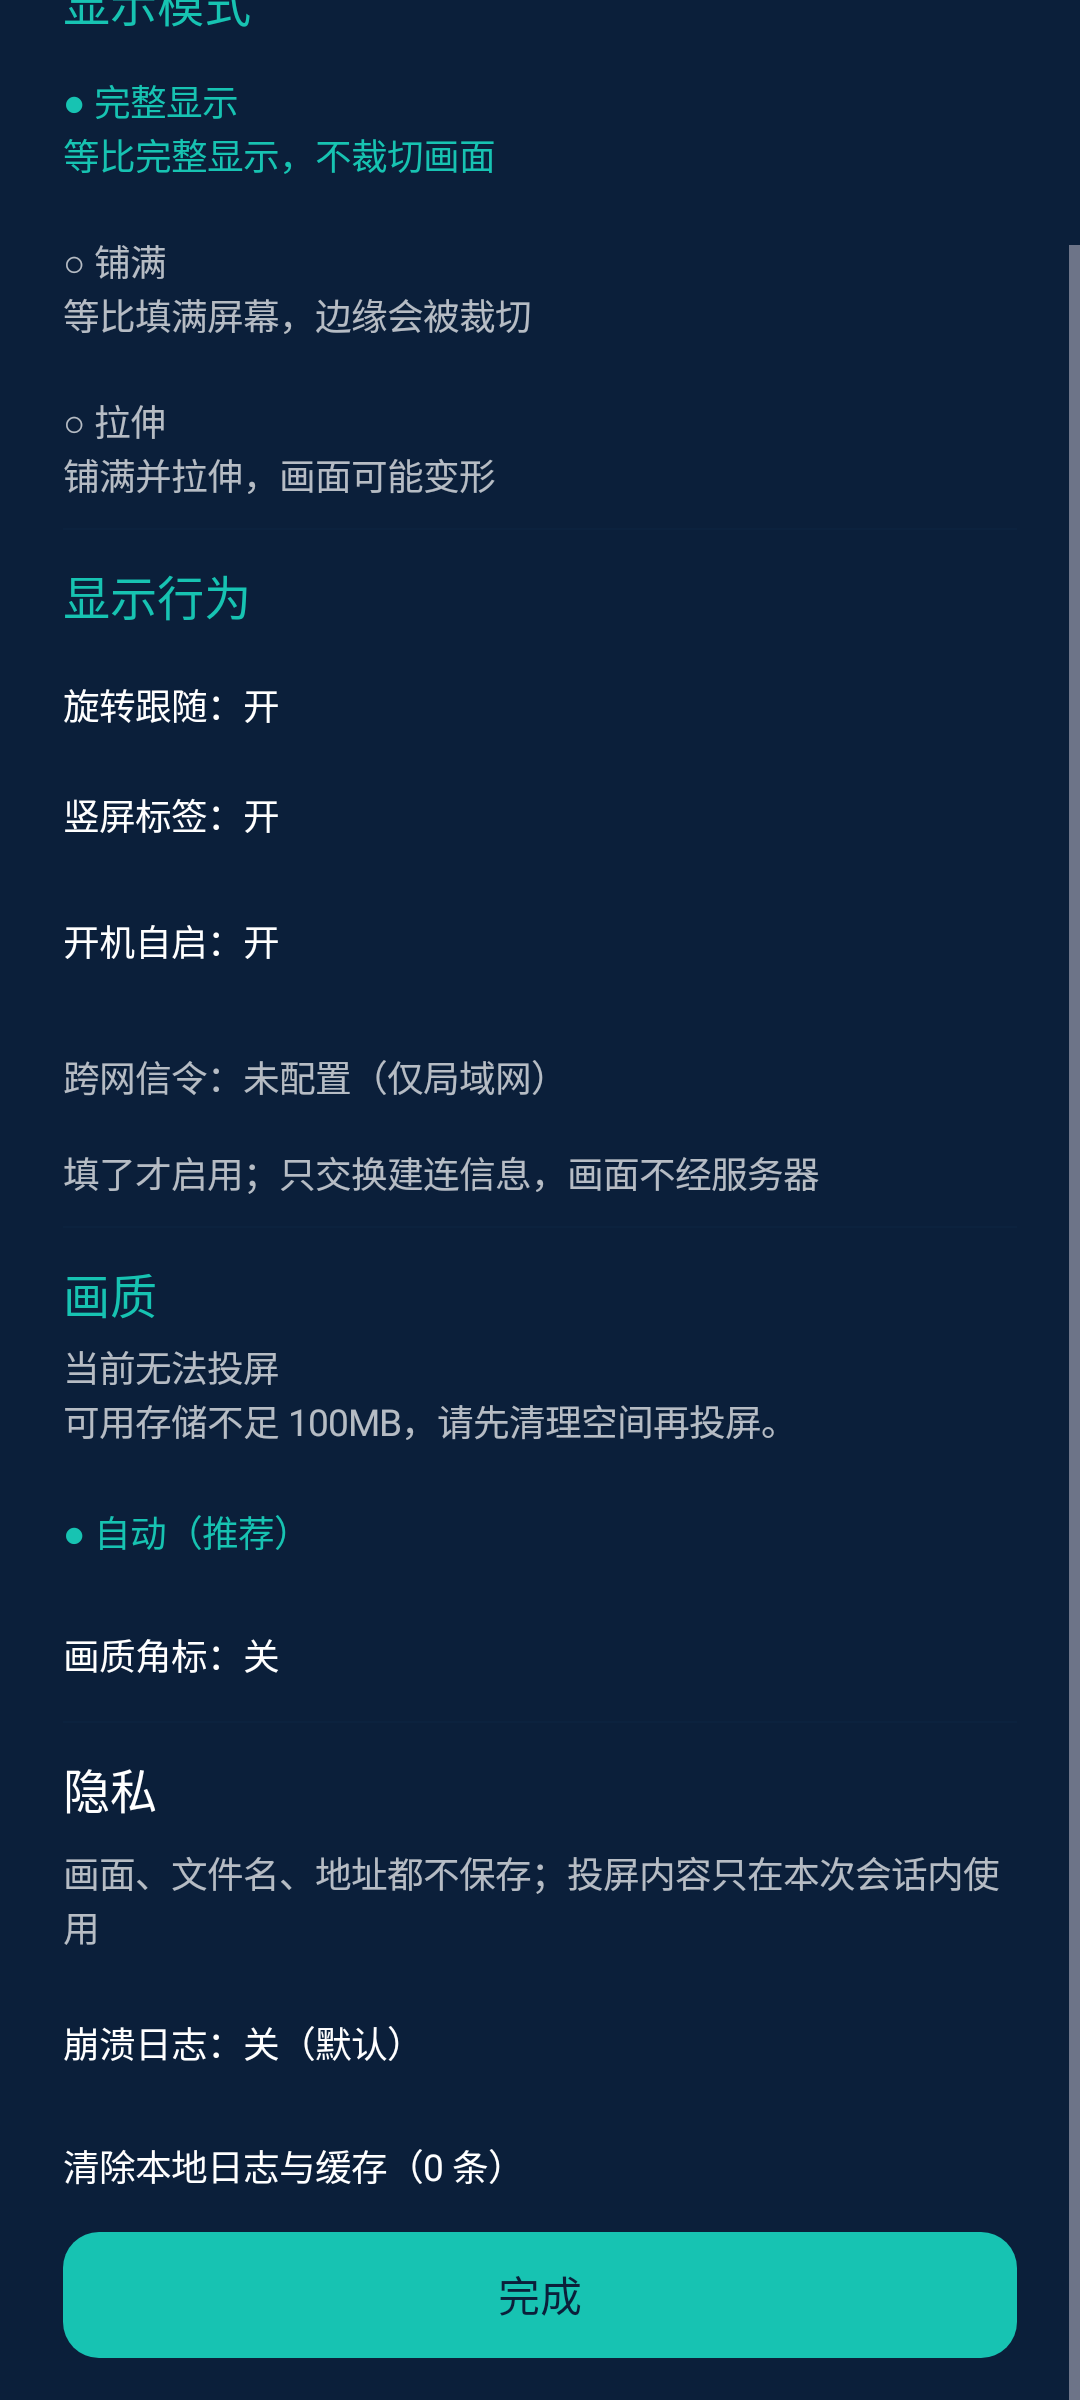 显示模式
● 完整显示
等比完整显示，不裁切画面
○ 铺满
等比填满屏幕，边缘会被裁切
○ 拉伸
铺满并拉伸，画面可能变形
显示行为
旋转跟随：开
竖屏标签：开
开机自启：开
跨网信令：未配置（仅局域网）
填了才启用；只交换建连信息，画面不经服务器
画质
当前无法投屏
可用存储不足 100MB，请先清理空间再投屏。
● 自动（推荐）
画质角标：关
隐私
画面、文件名、地址都不保存；投屏内容只在本次会话内使
用
崩溃日志：关（默认）
清除本地日志与缓存（0 条）
完成